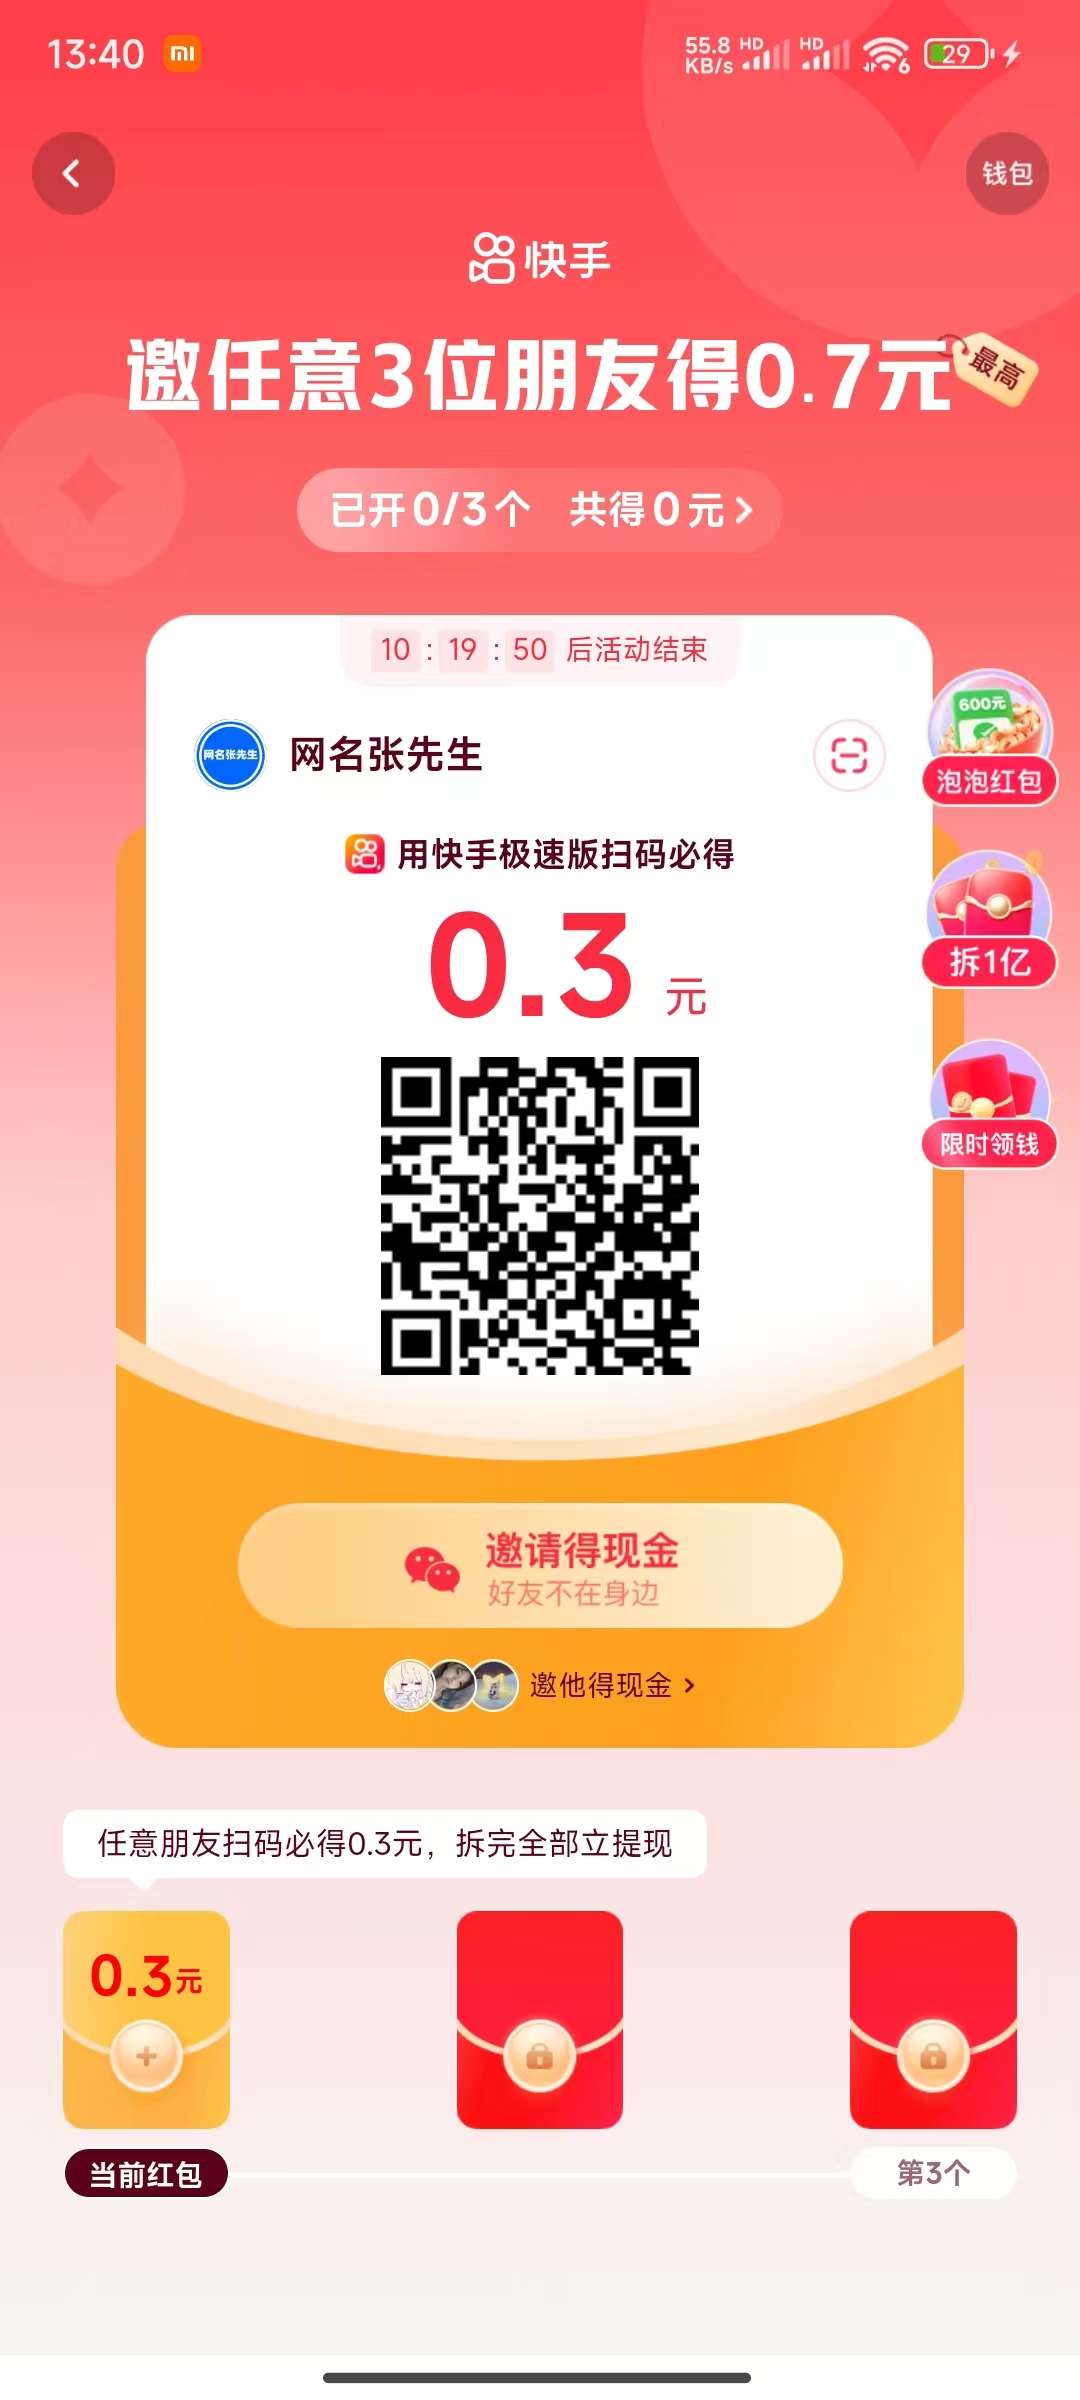 13:40
55.8 KB/s
HD
HD
6
29
钱包
快手
邀任意3位朋友得0.7元
最高
已开0/3个 共得0元
10 : 19 : 50 后活动结束
网名张先生
网名张先生
600元
泡泡红包
用快手极速版扫码必得
0.3 元
拆1亿
限时领钱
邀请得现金
好友不在身边
邀他得现金
任意朋友扫码必得0.3元，拆完全部立提现
0.3元
当前红包
第3个